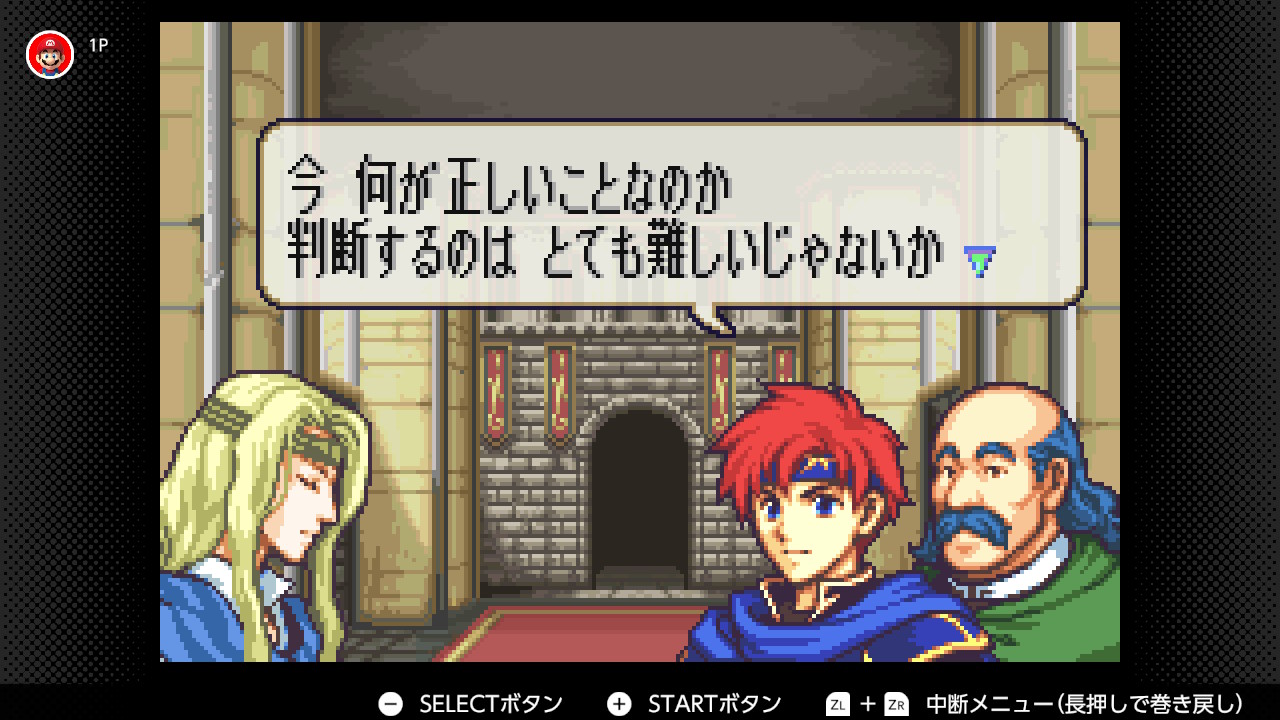 1P
今 何が正しいことなのか
判断するのは とても難しいじゃないか
SELECTボタン
STARTボタン
ZL + ZR 中断メニュー(長押しで巻き戻し)